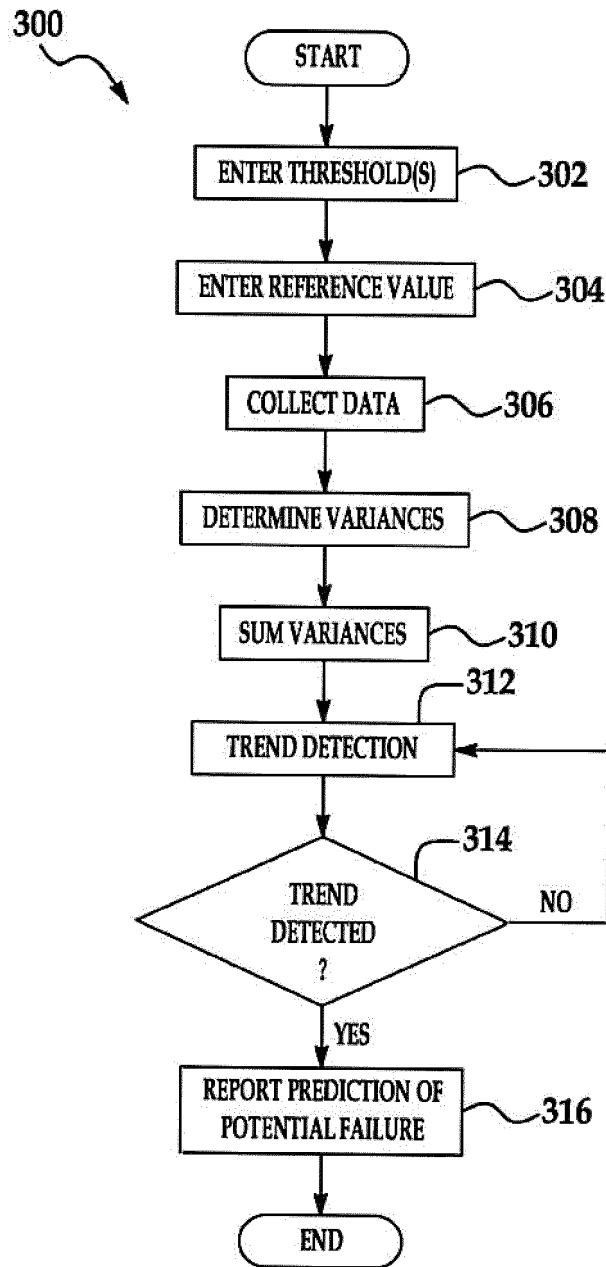 300
START
ENTER THRESHOLD(S)
302
ENTER REFERENCE VALUE
304
COLLECT DATA
306
DETERMINE VARIANCES
308
SUM VARIANCES
310
312
TREND DETECTION
314
TREND
DETECTED
?
NO
YES
REPORT PREDICTION OF
POTENTIAL FAILURE
316
END